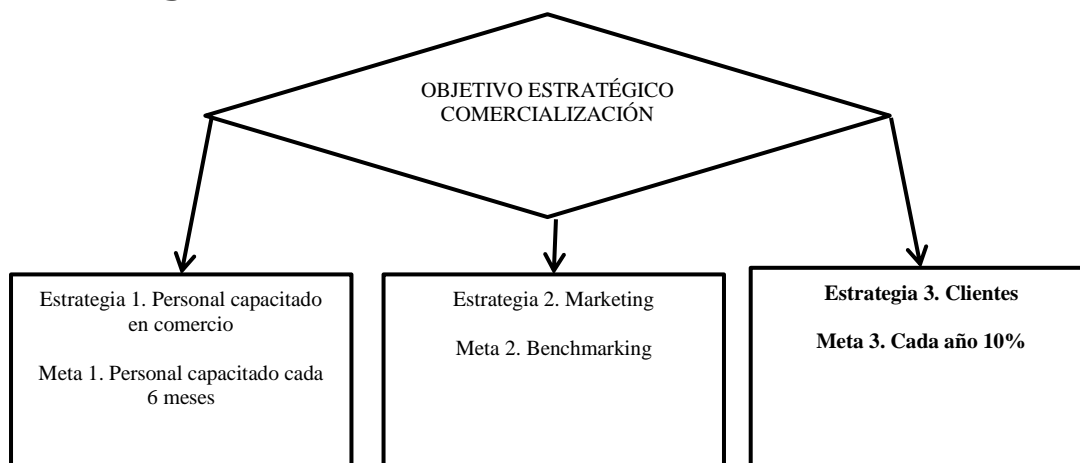 OBJETIVO ESTRATÉGICO
COMERCIALIZACIÓN
Estrategia 1. Personal capacitado
en comercio
Meta 1. Personal capacitado cada
6 meses
Estrategia 2. Marketing
Meta 2. Benchmarking
Estrategia 3. Clientes
Meta 3. Cada año 10%